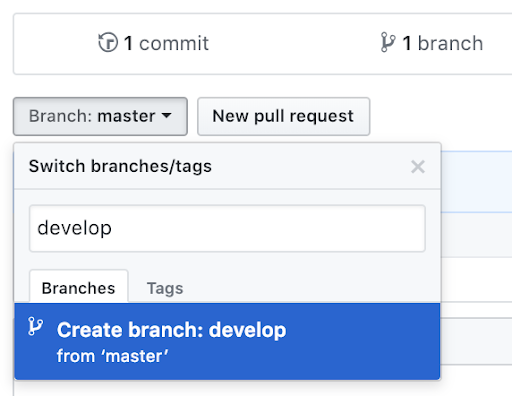 1 commit 1 branch
Branch: master New pull request
Switch branches/tags
develop
Branches Tags
Create branch: develop
from ‘master’